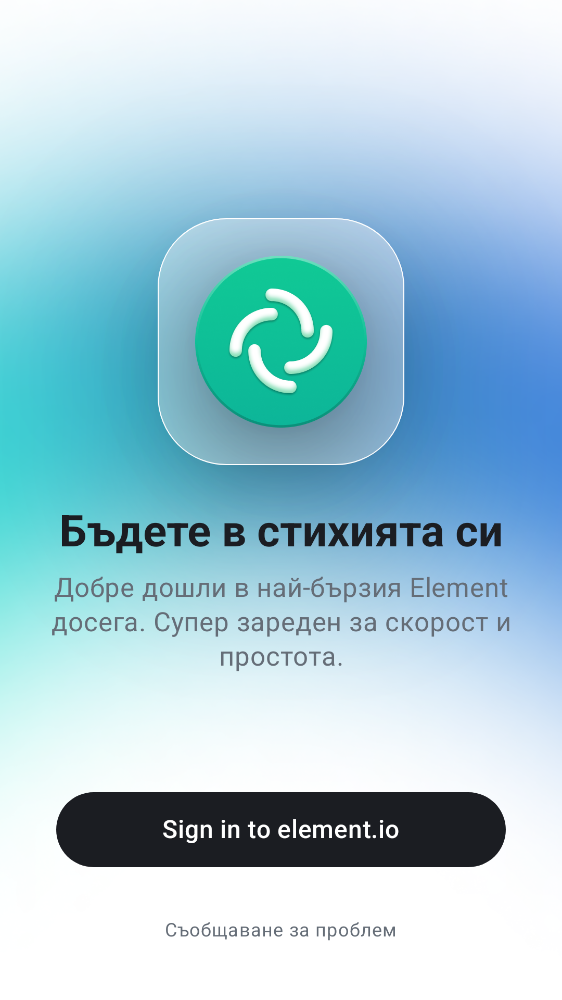 Бъдете в стихията си
Добре дошли в най-бързия Element
досега. Супер зареден за скорост и
простота.
Sign in to element.io
Съобщаване за проблем